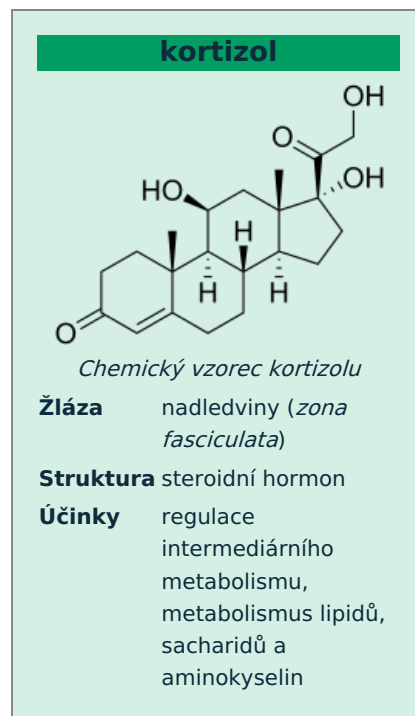 kortizol
OH
O
HO
OH
H
H
H
O
Chemický vzorec kortizolu
Žláza nadledviny (zona
fasciculata)
Struktura steroidní hormon
Účinky regulace
intermediárního
metabolismu,
metabolismus lipidů,
sacharidů a
aminokyselin